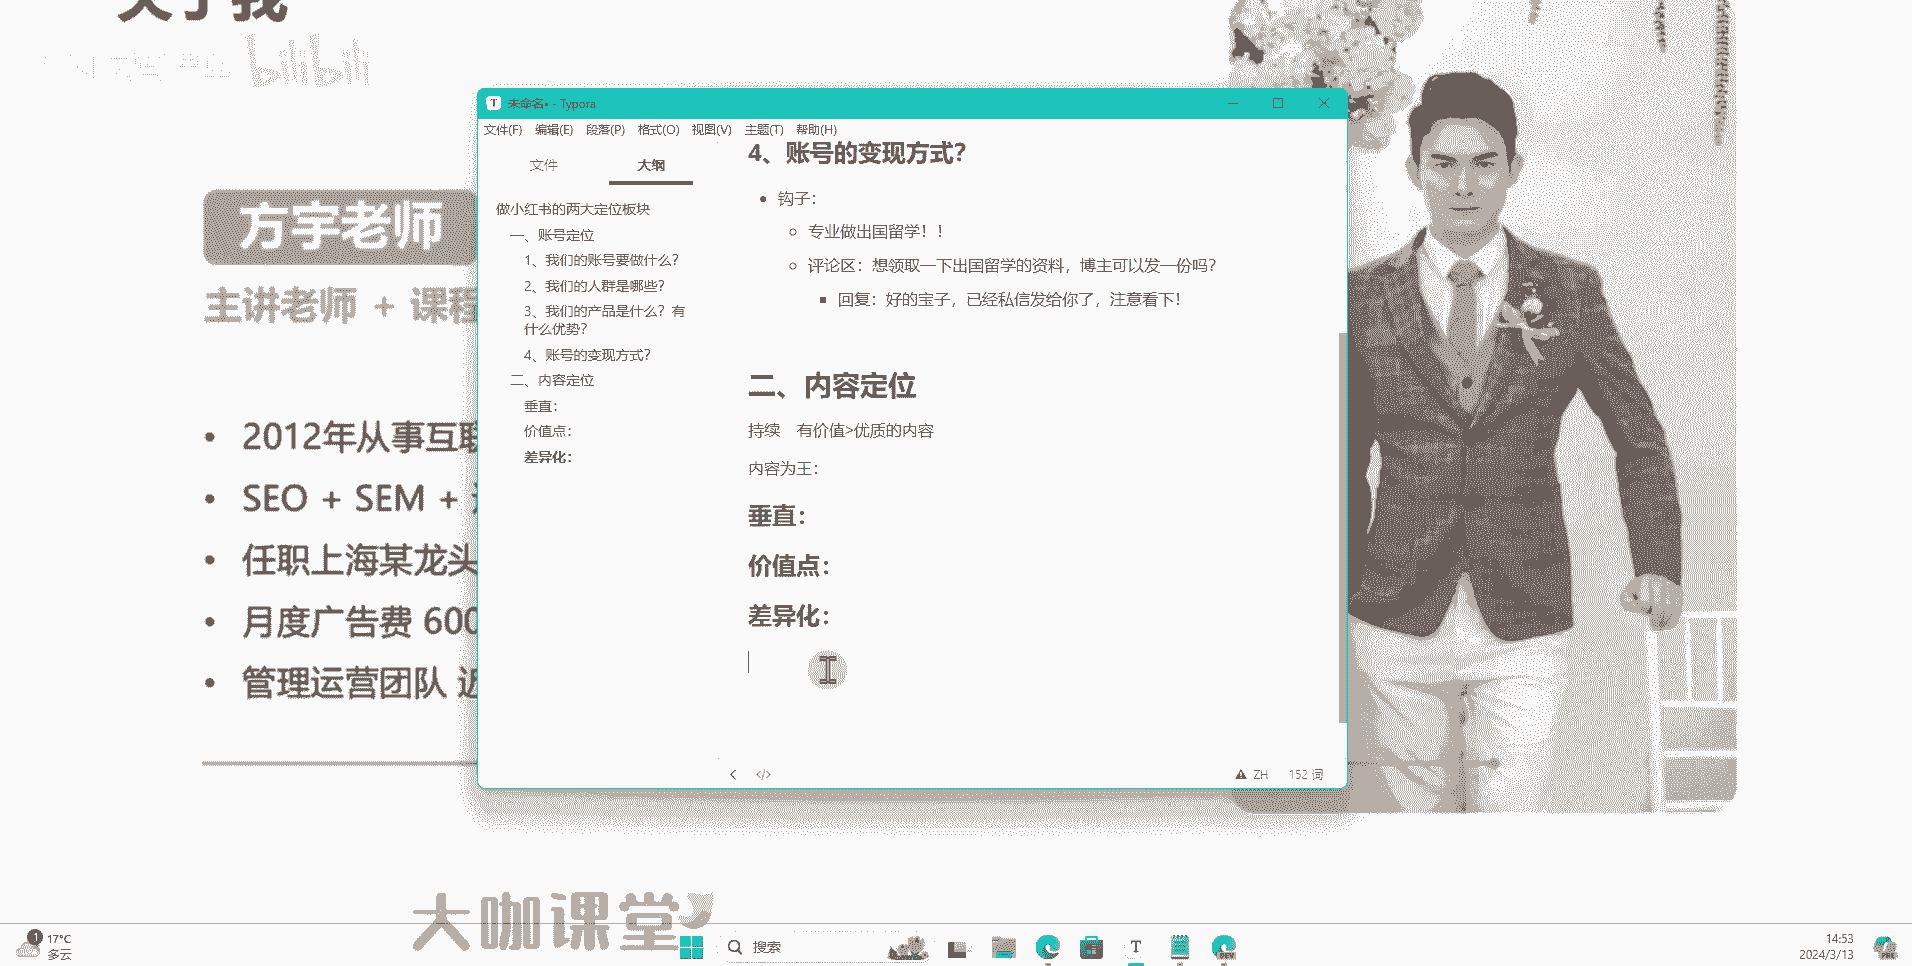 关于我
bilibili
方宇老师
主讲老师 + 课程
2012年从事互联
SEO + SEM +
任职上海某龙头
月度广告费 600
管理运营团队 近
未命名• - Typora
文件(F) 编辑(E) 段落(P) 格式(O) 视图(V) 主题(T) 帮助(H)
文件 大纲
做小红书的两大定位板块
一、账号定位
1、我们的账号要做什么？
2、我们的人群是哪些？
3、我们的产品是什么？有
什么优势？
4、账号的变现方式？
二、内容定位
垂直：
价值点：
差异化：
4、账号的变现方式？
钩子：
专业做出国留学！！
评论区：想领取一下出国留学的资料，博主可以发一份吗？
回复：好的宝子，已经私信发给你了，注意看下！
二、内容定位
持续 有价值>优质的内容
内容为王：
垂直：
价值点：
差异化：
</> ZH 152 词
大咖课堂
1 17°C
多云
搜索
T
DEV
14:53
2024/3/13
PRE